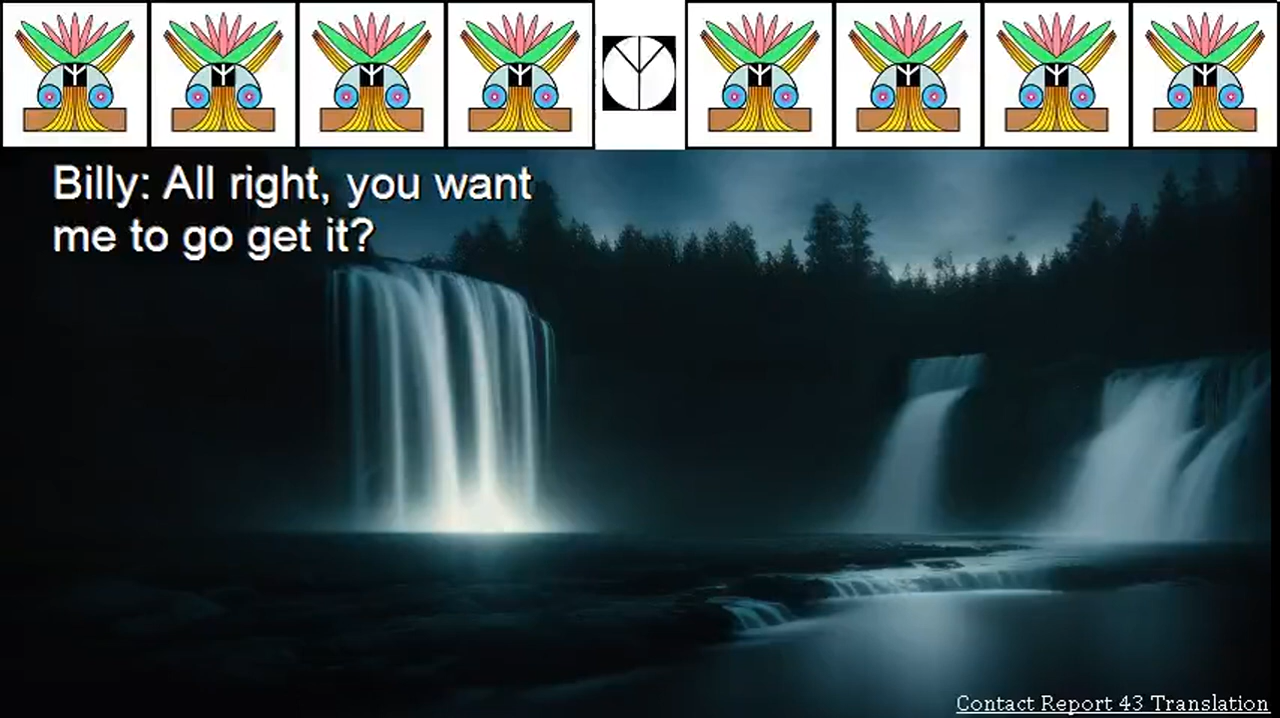 Billy: All right, you want
me to go get it?
Contact Report 43 Translation